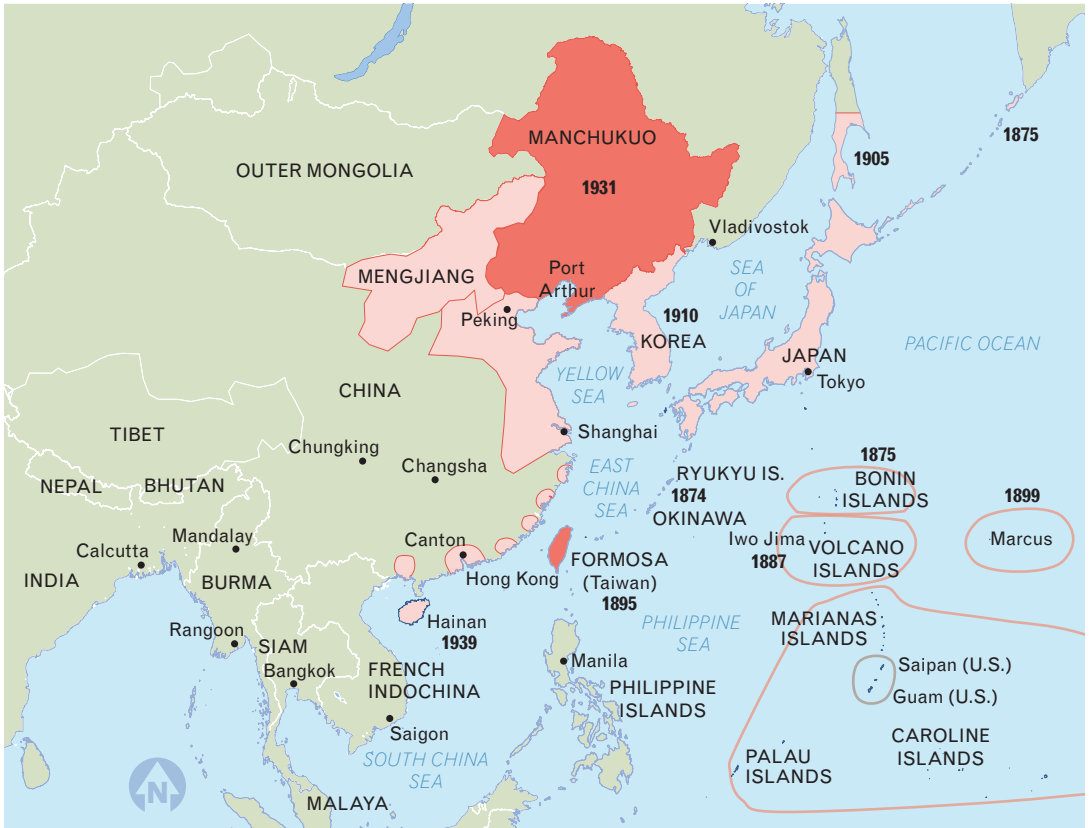 MANCHUKUO
1931
OUTER MONGOLIA
1905
1875
Vladivostok
MENGJIANG
Port
Arthur
SEA
OF
JAPAN
Peking
1910
KOREA
PACIFIC OCEAN
JAPAN
Tokyo
YELLOW
SEA
CHINA
TIBET
Chungking
Shanghai
Changsha
NEPAL
BHUTAN
EAST
CHINA
SEA
RYUKYU IS.
1874
OKINAWA
1875
BONIN
ISLANDS
1899
Marcus
Mandalay
Calcutta
Canton
Iwo Jima
1887
VOLCANO
ISLANDS
INDIA
BURMA
Hong Kong
FORMOSA
(Taiwan)
1895
Hainan
1939
PHILIPPINE
SEA
MARIANAS
ISLANDS
Rangoon
SIAM
Bangkok
FRENCH
INDOCHINA
Manila
PHILIPPINE
ISLANDS
Saipan (U.S.)
Guam (U.S.)
Saigon
SOUTH CHINA
SEA
PALAU
ISLANDS
CAROLINE
ISLANDS
N
MALAYA